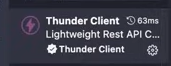 Thunder Client 63ms
Lightweight Rest API C...
Thunder Client